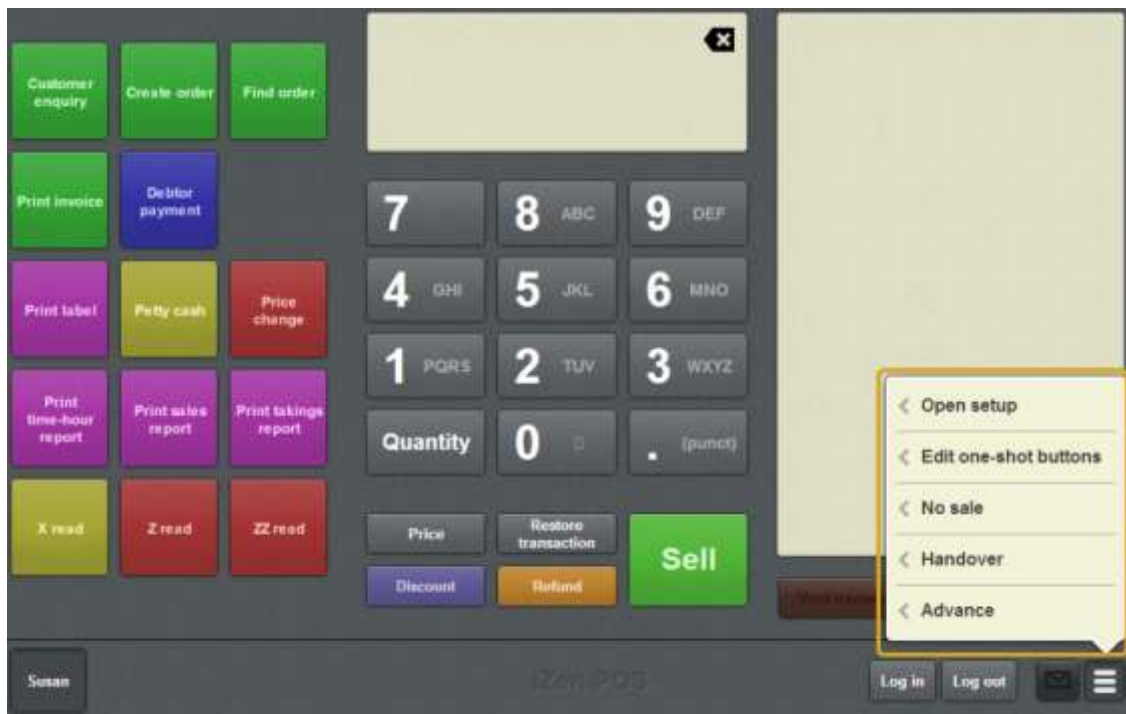 Customer
enquiry
Create order
Find order
Print invoice
Debtor
payment
Print label
Petty cash
Price
change
Print
time-hour
report
Print sales
report
Print takings
report
X read
Z read
ZZ read
7
8 ABC
9 DEF
4 GHI
5 JKL
6 MNO
1 PQRS
2 TUV
3 WXYZ
Quantity
0
. (punct)
Price
Restore
transaction
Discount
Refund
Sell
Open setup
Edit one-shot buttons
No sale
Handover
Advance
Susan
Log in
Log out